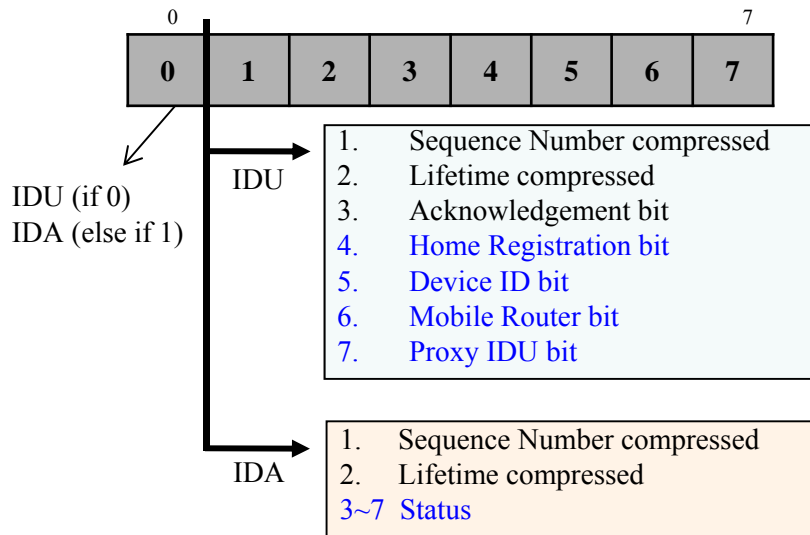 0 7
0 1 2 3 4 5 6 7
IDU (if 0)
IDA (else if 1)
IDU
1. Sequence Number compressed
2. Lifetime compressed
3. Acknowledgement bit
4. Home Registration bit
5. Device ID bit
6. Mobile Router bit
7. Proxy IDU bit
IDA
1. Sequence Number compressed
2. Lifetime compressed
3~7 Status